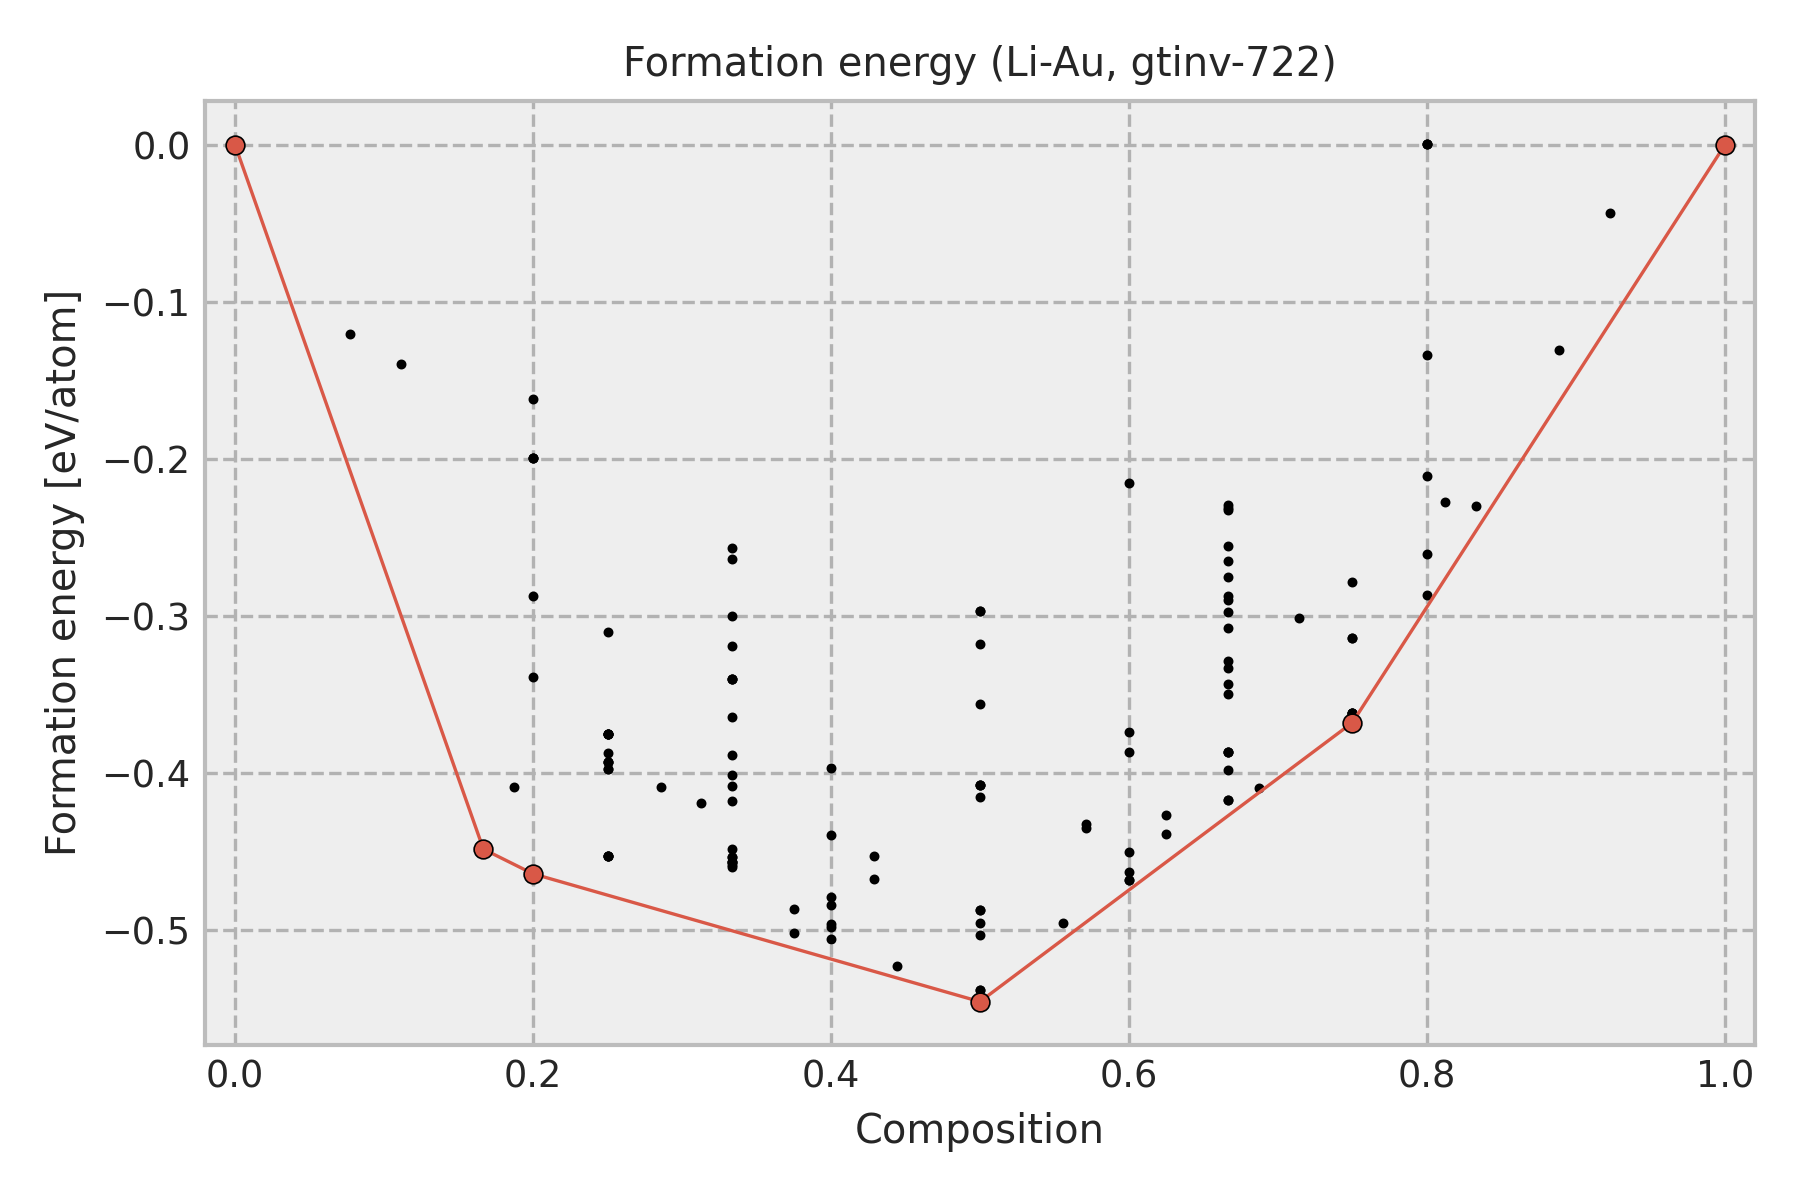 Formation energy (Li-Au, gtinv-722)
Formation energy [eV/atom]
0.0
−0.1
−0.2
−0.3
−0.4
−0.5
0.0 0.2 0.4 0.6 0.8 1.0
Composition